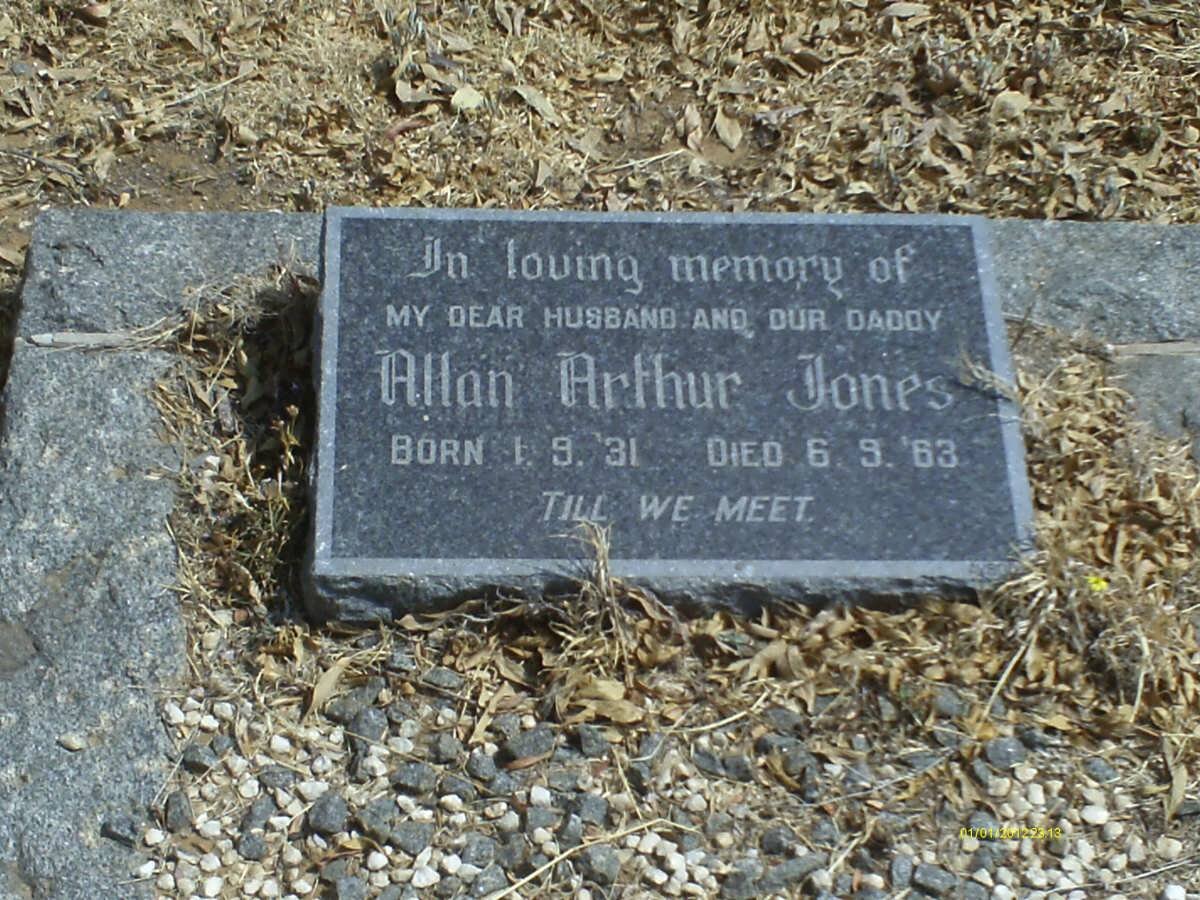 In loving memory of
MY DEAR HUSBAND AND OUR DADDY
Allan Arthur Jones
BORN 1. 9. '31 DIED 6. 9. '63
TILL WE MEET.
01/01/2012 23:13